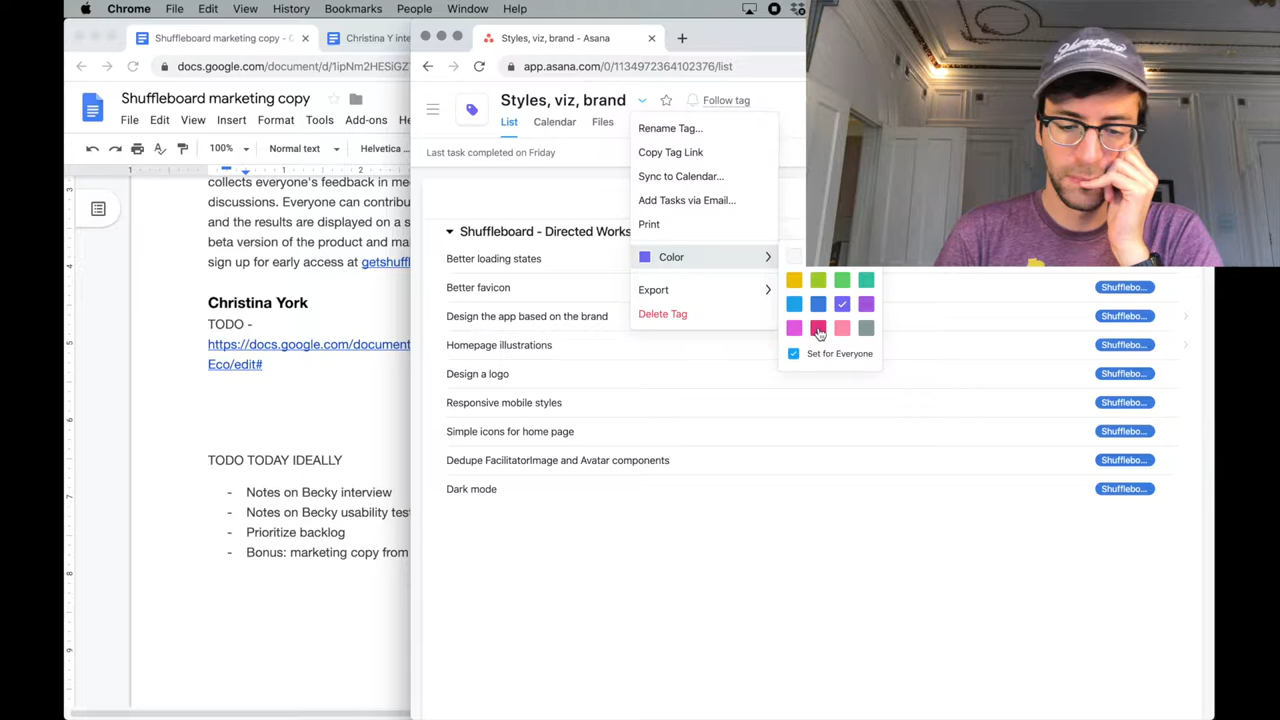 Chrome File Edit View History Bookmarks People Window Help
Shuffleboard marketing copy - G
Christina Y inte
docs.google.com/document/d/1ipNm2HESiGZ
Shuffleboard marketing copy
File Edit View Insert Format Tools Add-ons He
100% Normal text Helvetica ...
1
collects everyone's feedback in me
discussions. Everyone can contribu
and the results are displayed on a s
beta version of the product and ma
sign up for early access at getshuffl
Christina York
TODO -
https://docs.google.com/document
Eco/edit#
TODO TODAY IDEALLY
- Notes on Becky interview
- Notes on Becky usability test
- Prioritize backlog
- Bonus: marketing copy from
3
4
5
6
7
8
9
Styles, viz, brand - Asana
app.asana.com/0/1134972364102376/list
Styles, viz, brand
Follow tag
List Calendar Files
Last task completed on Friday
Rename Tag...
Copy Tag Link
Sync to Calendar...
Add Tasks via Email...
Print
Color
Export
Delete Tag
Set for Everyone
Shuffleboard - Directed Works
Better loading states
Better favicon Shufflebo...
Design the app based on the brand Shufflebo...
Homepage illustrations Shufflebo...
Design a logo Shufflebo...
Responsive mobile styles Shufflebo...
Simple icons for home page Shufflebo...
Dedupe FacilitatorImage and Avatar components Shufflebo...
Dark mode Shufflebo...